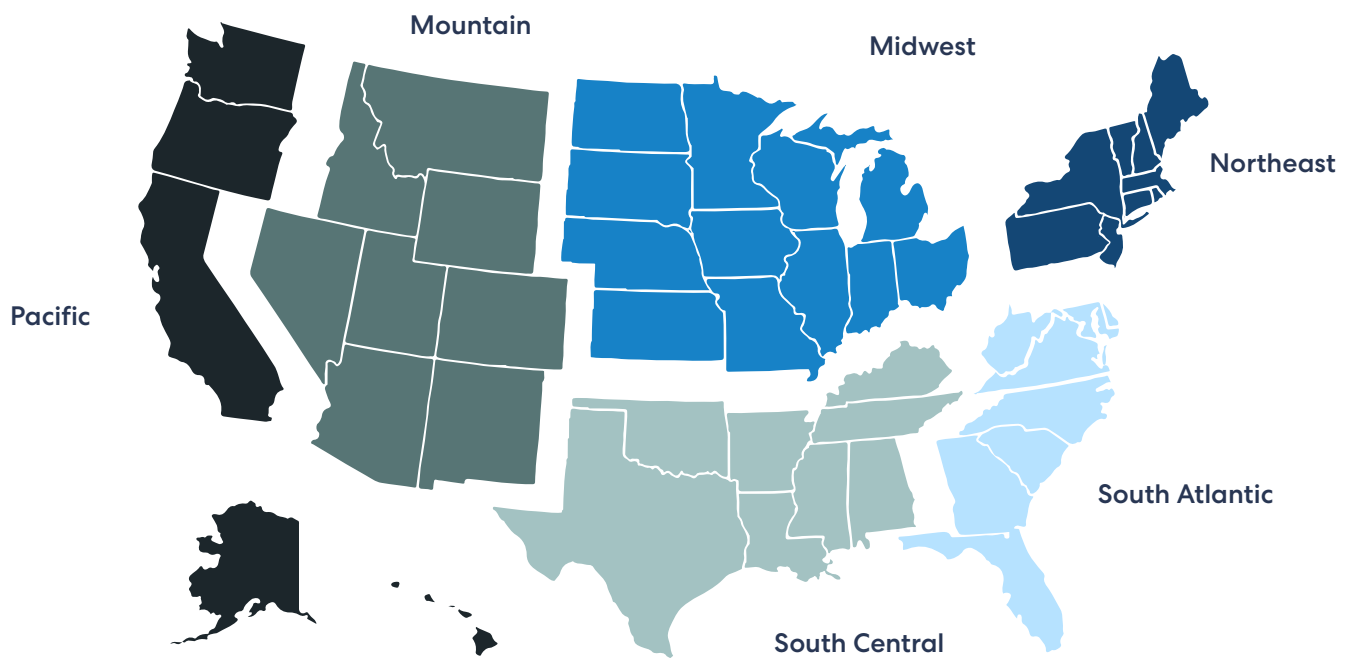 Mountain
Midwest
Northeast
Pacific
South Atlantic
South Central